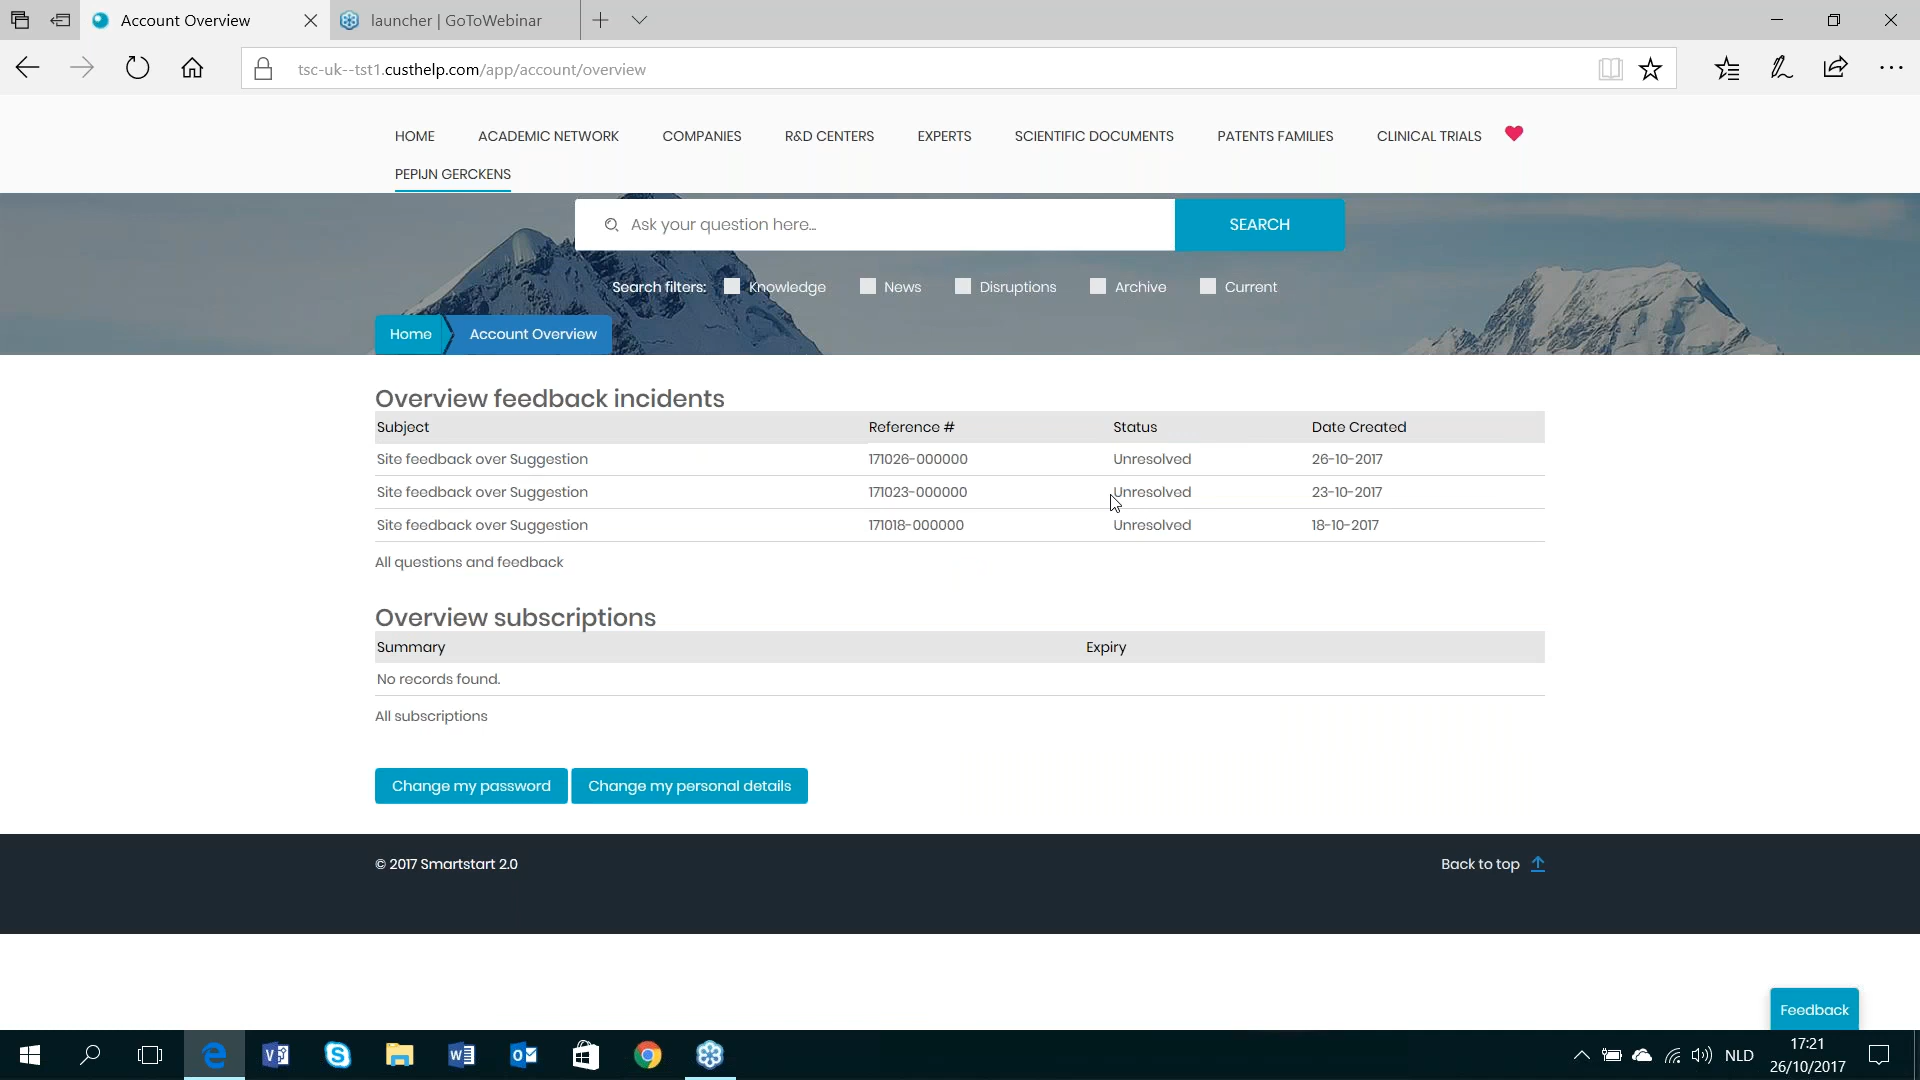 Account Overview
launcher | GoToWebinar
tsc-uk--tst1.custhelp.com/app/account/overview
HOME ACADEMIC NETWORK COMPANIES R&D CENTERS EXPERTS SCIENTIFIC DOCUMENTS PATENTS FAMILIES CLINICAL TRIALS
PEPIJN GERCKENS
Ask your question here... SEARCH
Search filters: Knowledge News Disruptions Archive Current
Home Account Overview
Overview feedback incidents
Subject Reference # Status Date Created
Site feedback over Suggestion 171026-000000 Unresolved 26-10-2017
Site feedback over Suggestion 171023-000000 Unresolved 23-10-2017
Site feedback over Suggestion 171018-000000 Unresolved 18-10-2017
All questions and feedback
Overview subscriptions
Summary Expiry
No records found.
All subscriptions
Change my password Change my personal details
© 2017 Smartstart 2.0 Back to top
Feedback
NLD 17:21
26/10/2017